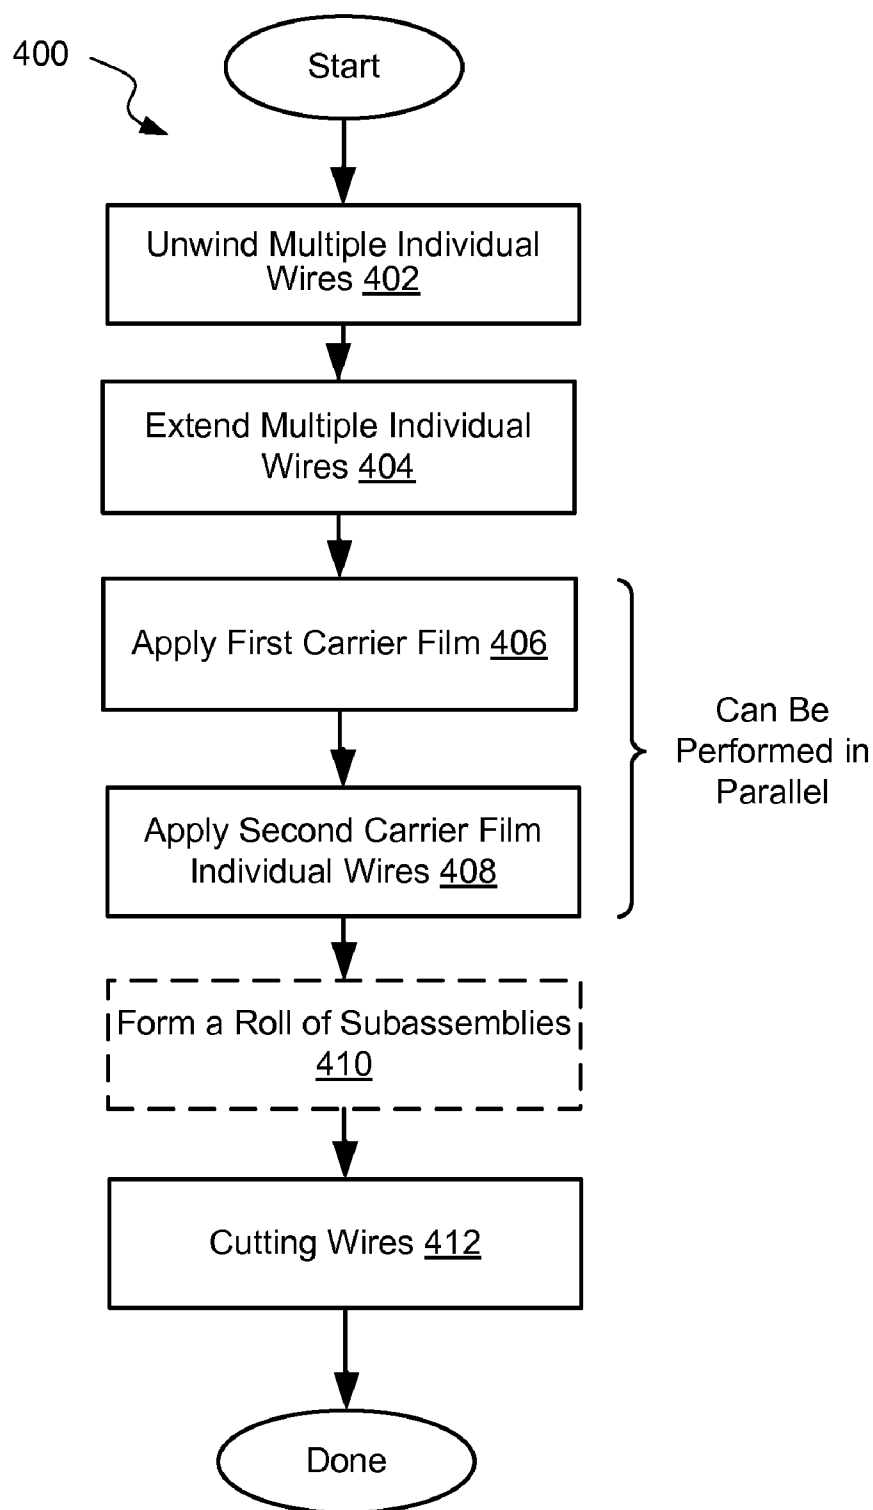 400
Start
Unwind Multiple Individual
Wires 402
Extend Multiple Individual
Wires 404
Apply First Carrier Film 406
Can Be
Performed in
Parallel
Apply Second Carrier Film
Individual Wires 408
Form a Roll of Subassemblies
410
Cutting Wires 412
Done